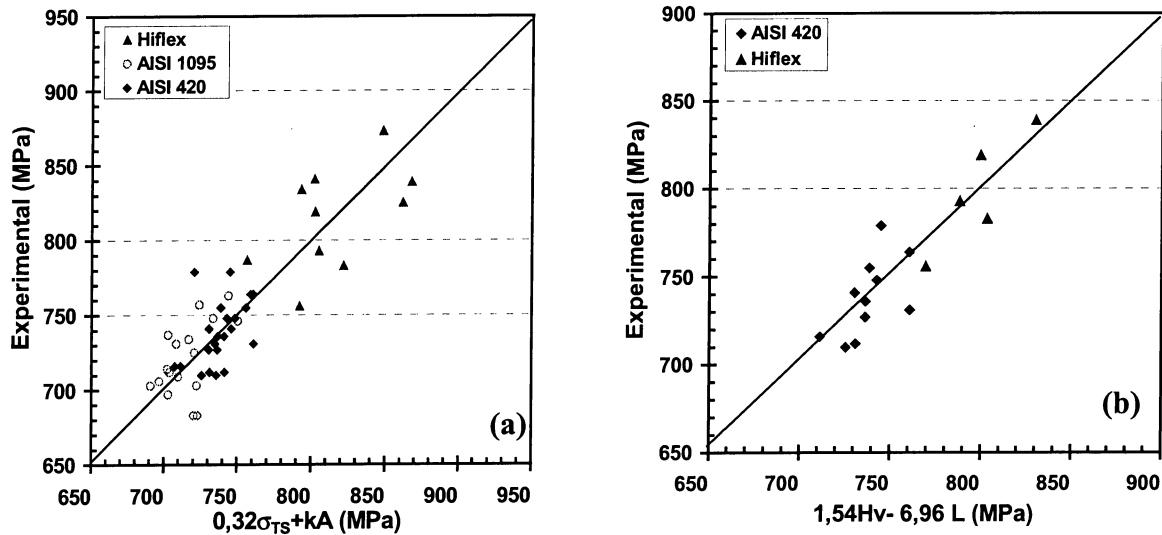 950
900
850
800
750
700
650
Experimental (MPa)
Hiflex
AISI 1095
AISI 420
(a)
650 700 750 800 850 900 950
0,32σTS+kA (MPa)
900
850
800
750
700
650
Experimental (MPa)
AISI 420
Hiflex
(b)
650 700 750 800 850 900
1,54Hv- 6,96 L (MPa)